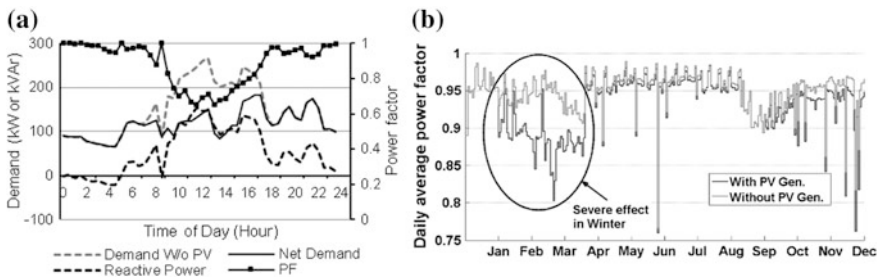 (a)
300
200
100
0
−100
Demand (kW or kVAr)
1
0.8
0.6
0.4
0.2
0
Power factor
0 2 4 6 8 10 12 14 16 18 20 22 24
Time of Day (Hour)
Demand W/o PV
Net Demand
Reactive Power
PF
(b)
Daily average power factor
1
0.95
0.9
0.85
0.8
0.75
Severe effect
in Winter
With PV Gen.
Without PV Gen.
Jan Feb Mar Apr May Jun Jul Aug Sep Oct Nov Dec